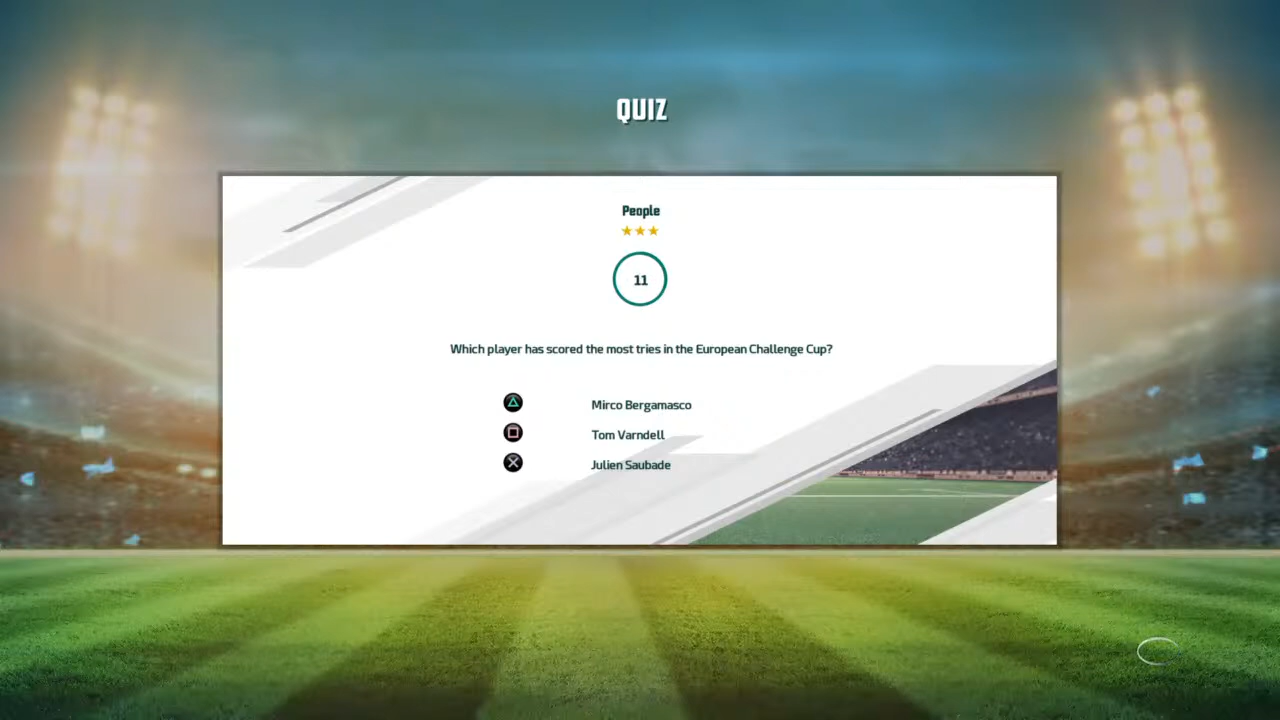 QUIZ
People
11
Which player has scored the most tries in the European Challenge Cup?
Mirco Bergamasco
Tom Varndell
Julien Saubade